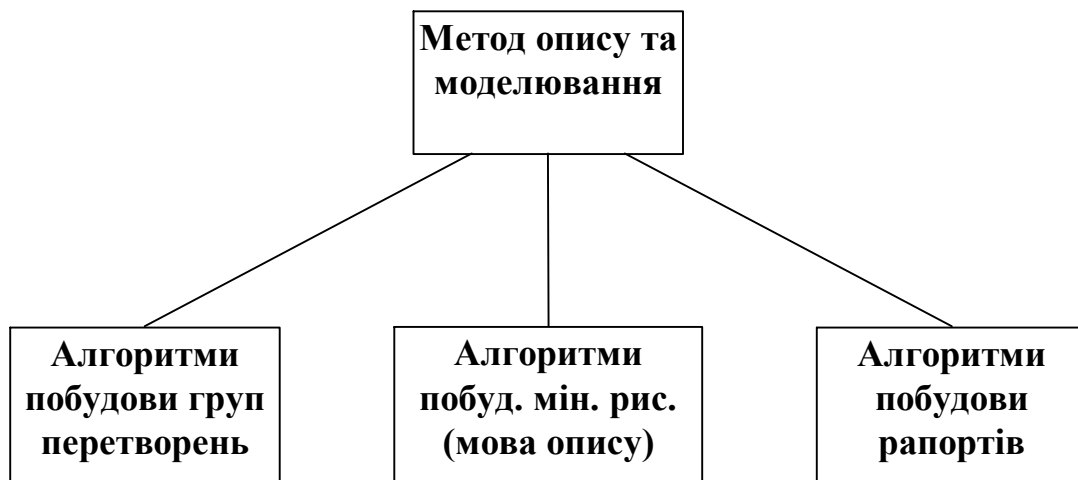 Метод опису та
моделювання
Алгоритми
побудови груп
перетворень
Алгоритми
побуд. мін. рис.
(мова опису)
Алгоритми
побудови
рапортів